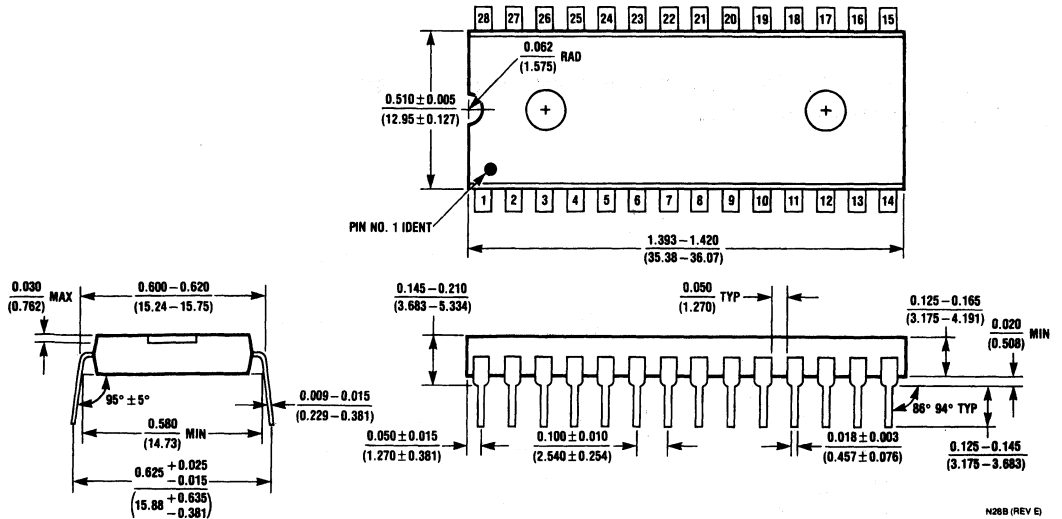 28 27 26 25 24 23 22 21 20 19 18 17 16 15
0.062
(1.575)
RAD
0.510 ± 0.005
(12.95 ± 0.127)
1 2 3 4 5 6 7 8 9 10 11 12 13 14
PIN NO. 1 IDENT
1.393 – 1.420
(35.38 – 36.07)
0.030
(0.762)
MAX
0.600 – 0.620
(15.24 – 15.75)
95° ± 5°
0.580
(14.73)
MIN
0.009 – 0.015
(0.229 – 0.381)
0.625 + 0.025
– 0.015
(15.88 + 0.635
– 0.381)
0.145 – 0.210
(3.683 – 5.334)
0.050
(1.270)
TYP
0.125 – 0.165
(3.175 – 4.191)
0.020
(0.508)
MIN
86° 94° TYP
0.050 ± 0.015
(1.270 ± 0.381)
0.100 ± 0.010
(2.540 ± 0.254)
0.018 ± 0.003
(0.457 ± 0.076)
0.125 – 0.145
(3.175 – 3.683)
N28B (REV E)